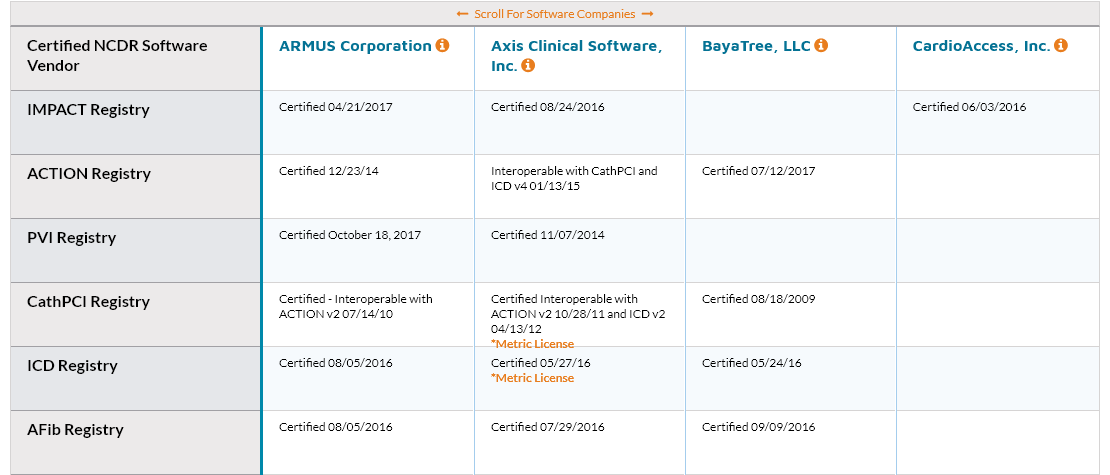 ← Scroll For Software Companies →
Certified NCDR Software
Vendor
ARMUS Corporation
Axis Clinical Software,
Inc.
BayaTree, LLC
CardioAccess, Inc.
IMPACT Registry
Certified 04/21/2017
Certified 08/24/2016
Certified 06/03/2016
ACTION Registry
Certified 12/23/14
Interoperable with CathPCI and
ICD v4 01/13/15
Certified 07/12/2017
PVI Registry
Certified October 18, 2017
Certified 11/07/2014
CathPCI Registry
Certified - Interoperable with
ACTION v2 07/14/10
Certified Interoperable with
ACTION v2 10/28/11 and ICD v2
04/13/12
*Metric License
Certified 08/18/2009
ICD Registry
Certified 08/05/2016
Certified 05/27/16
*Metric License
Certified 05/24/16
AFib Registry
Certified 08/05/2016
Certified 07/29/2016
Certified 09/09/2016